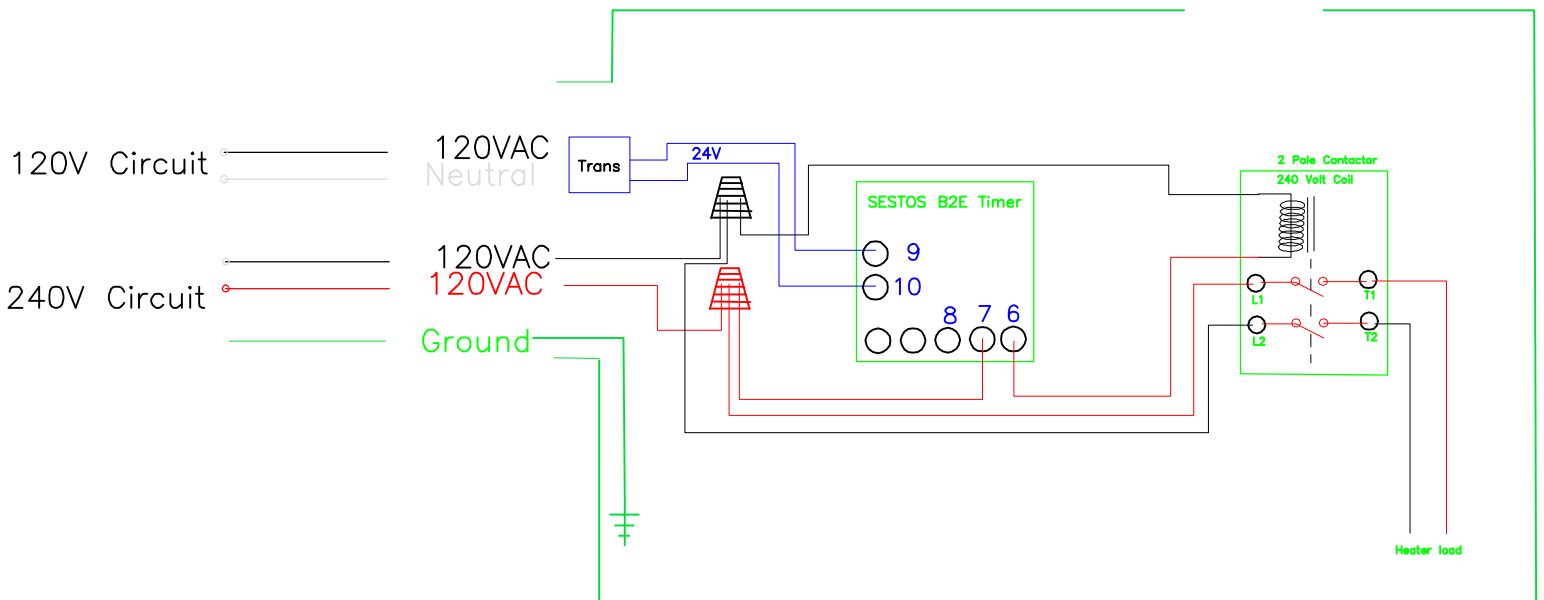 2 Pole Contactor
240 Volt Coil
120V Circuit
120VAC
Neutral
Trans
24V
SESTOS B2E Timer
9
10
8 7 6
240V Circuit
120VAC
120VAC
Ground
L1
T1
L2
T2
Heater load